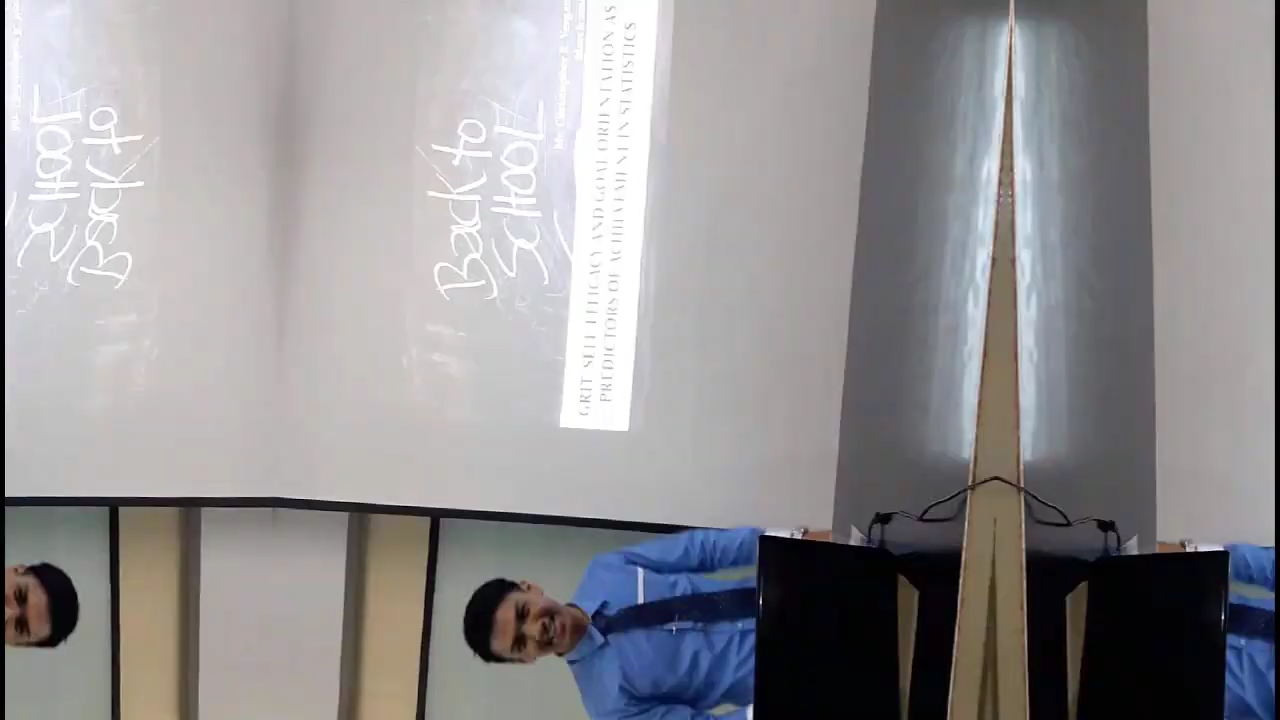 Back to
SCHOOL
GRIT, SELF-EFFICACY AND GOAL ORIENTATION AS
PREDICTORS OF ACHIEVEMENT IN STATISTICS
Back to
SCHOOL